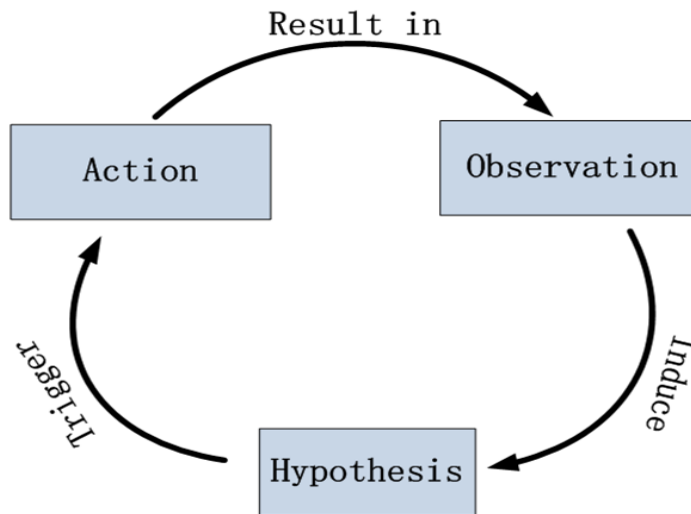 Result in
Action
Observation
Trigger
Induce
Hypothesis